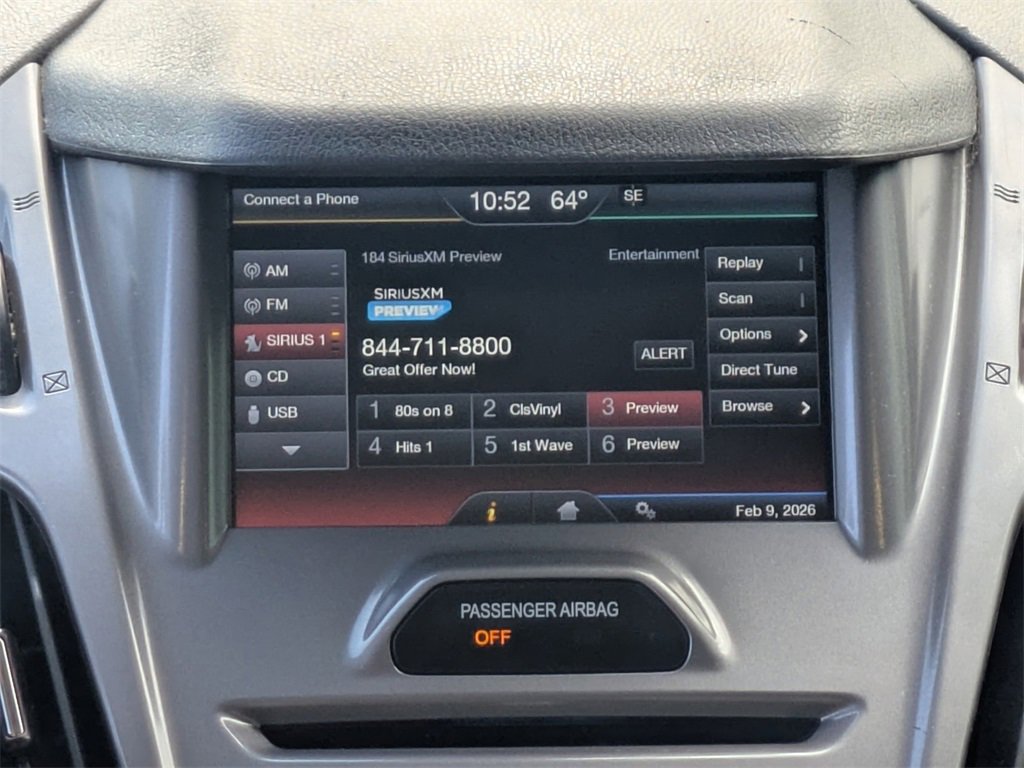 Connect a Phone
10:52 64° SE
AM
FM
SIRIUS 1
CD
USB
184 SiriusXM Preview
Entertainment
SIRIUSXM
PREVIEW
844-711-8800
Great Offer Now!
ALERT
1 80s on 8
2 ClsVinyl
3 Preview
4 Hits 1
5 1st Wave
6 Preview
Replay
Scan
Options
Direct Tune
Browse
i
Feb 9, 2026
PASSENGER AIRBAG
OFF